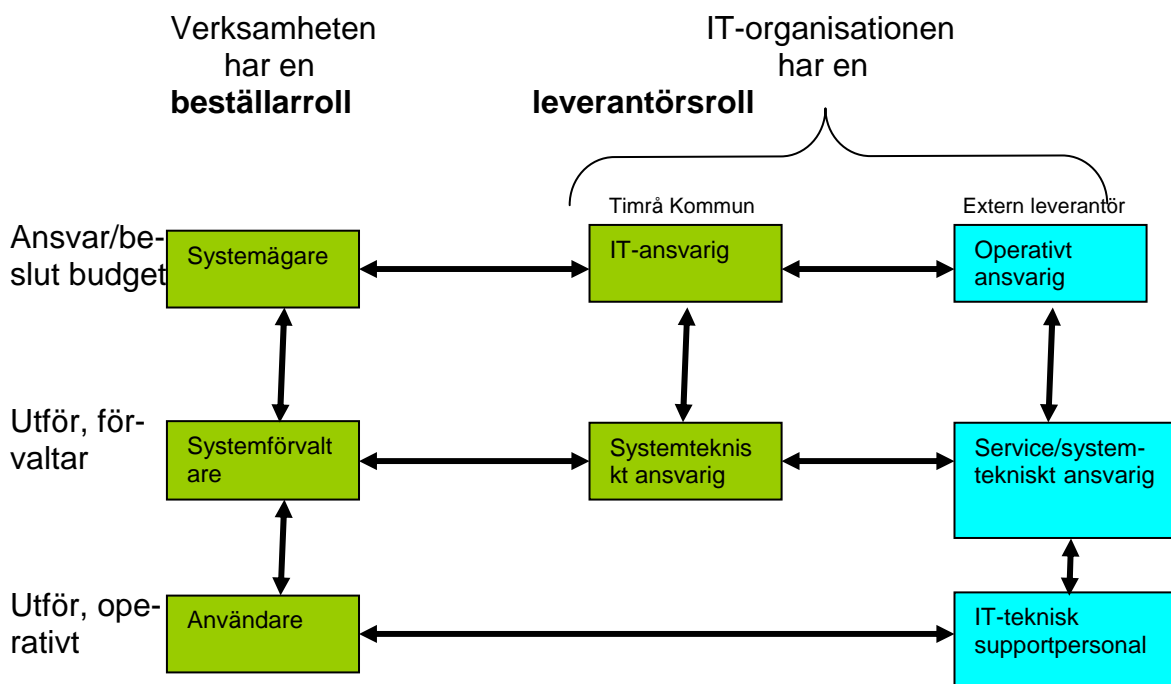 Verksamheten
har en
beställarroll
IT-organisationen
har en
leverantörsroll
Timrå Kommun
Extern leverantör
Ansvar/be-
slut budget
Systemägare
IT-ansvarig
Operativt
ansvarig
Utför, för-
valtar
Systemförvalt
are
Systemteknis
kt ansvarig
Service/system-
tekniskt ansvarig
Utför, ope-
rativt
Användare
IT-teknisk
supportpersonal